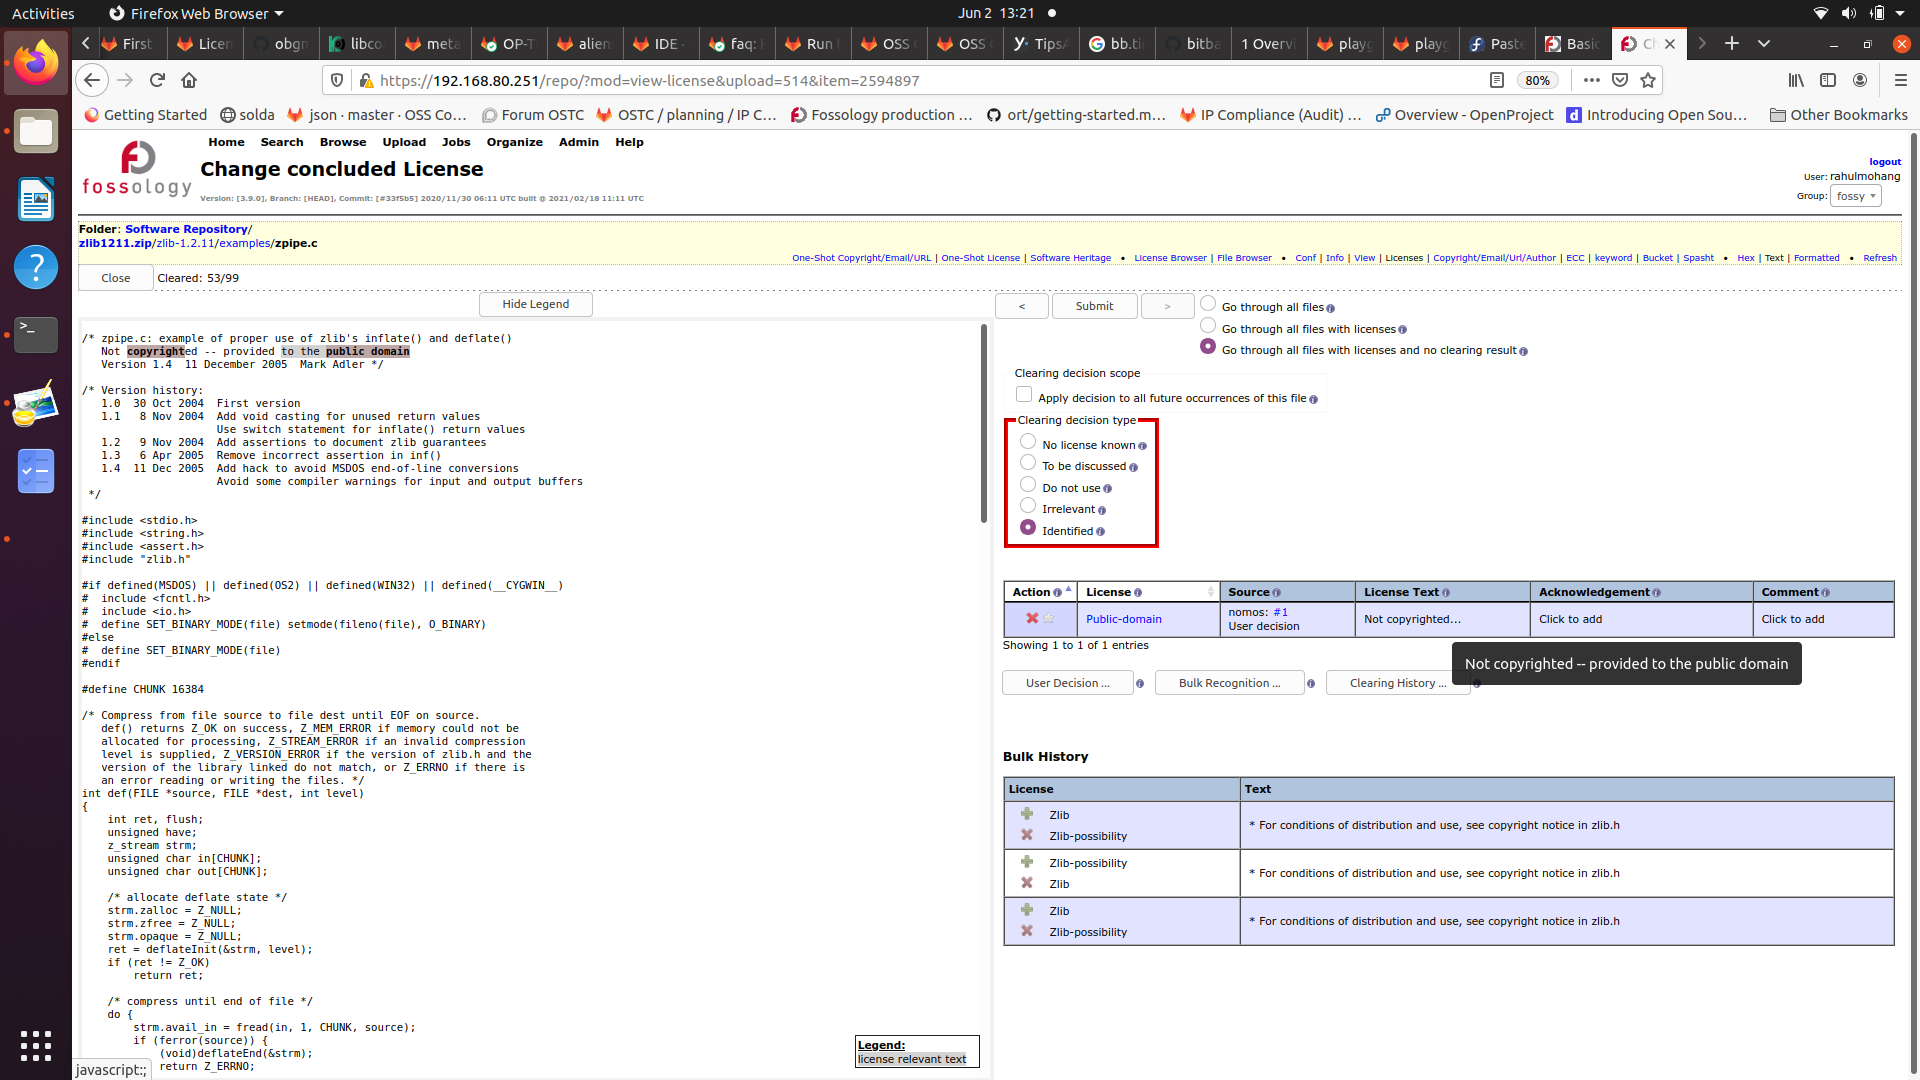 Activities
Firefox Web Browser
Jun 2 13:21
First
Licen
obgn
libco
meta
OP-T
alien
IDE
faq:
Run
OSS C
OSS C
TipsA
bb.ti
bitba
1 Overvi
playg
playg
Paste
Basic
https://192.168.80.251/repo/?mod=view-license&upload=514&item=2594897
80%
Getting Started
solda
json · master · OSS Co…
Forum OSTC
OSTC / planning / IP C…
Fossology production …
ort/getting-started.m…
IP Compliance (Audit) …
Overview - OpenProject
Introducing Open Sou…
Other Bookmarks
fossology
Home Search Browse Upload Jobs Organize Admin Help
Change concluded License
Version: [3.9.0], Branch: [HEAD], Commit: [#33f5b5] 2020/11/30 06:11 UTC built @ 2021/02/18 11:11 UTC
logout
User: rahulmohang
Group: fossy
Folder: Software Repository/
zlib1211.zip/zlib-1.2.11/examples/zpipe.c
One-Shot Copyright/Email/URL | One-Shot License | Software Heritage • License Browser | File Browser • Conf | Info | View | Licenses | Copyright/Email/Url/Author | ECC | keyword | Bucket | Spasht • Hex | Text | Formatted • Refresh
Close
Cleared: 53/99
Hide Legend
/* zpipe.c: example of proper use of zlib's inflate() and deflate()
   Not copyrighted -- provided to the public domain
   Version 1.4  11 December 2005  Mark Adler */
/* Version history:
   1.0  30 Oct 2004  First version
   1.1   8 Nov 2004  Add void casting for unused return values
                     Use switch statement for inflate() return values
   1.2   9 Nov 2004  Add assertions to document zlib guarantees
   1.3   6 Apr 2005  Remove incorrect assertion in inf()
   1.4  11 Dec 2005  Add hack to avoid MSDOS end-of-line conversions
                     Avoid some compiler warnings for input and output buffers
 */
#include <stdio.h>
#include <string.h>
#include <assert.h>
#include "zlib.h"
#if defined(MSDOS) || defined(OS2) || defined(WIN32) || defined(__CYGWIN__)
#  include <fcntl.h>
#  include <io.h>
#  define SET_BINARY_MODE(file) setmode(fileno(file), O_BINARY)
#else
#  define SET_BINARY_MODE(file)
#endif
#define CHUNK 16384
/* Compress from file source to file dest until EOF on source.
   def() returns Z_OK on success, Z_MEM_ERROR if memory could not be
   allocated for processing, Z_STREAM_ERROR if an invalid compression
   level is supplied, Z_VERSION_ERROR if the version of zlib.h and the
   version of the library linked do not match, or Z_ERRNO if there is
   an error reading or writing the files. */
int def(FILE *source, FILE *dest, int level)
{
    int ret, flush;
    unsigned have;
    z_stream strm;
    unsigned char in[CHUNK];
    unsigned char out[CHUNK];
    /* allocate deflate state */
    strm.zalloc = Z_NULL;
    strm.zfree = Z_NULL;
    strm.opaque = Z_NULL;
    ret = deflateInit(&strm, level);
    if (ret != Z_OK)
        return ret;
    /* compress until end of file */
    do {
        strm.avail_in = fread(in, 1, CHUNK, source);
        if (ferror(source)) {
            (void)deflateEnd(&strm);
            return Z_ERRNO;
Legend:
license relevant text
javascript:;
< Submit >
Go through all files
Go through all files with licenses
Go through all files with licenses and no clearing result
Clearing decision scope
Apply decision to all future occurrences of this file
Clearing decision type
No license known
To be discussed
Do not use
Irrelevant
Identified
Action License Source License Text Acknowledgement Comment
Public-domain
nomos: #1
User decision
Not copyrighted...
Click to add
Click to add
Showing 1 to 1 of 1 entries
Not copyrighted -- provided to the public domain
User Decision ...
Bulk Recognition ...
Clearing History ...
Bulk History
License Text
Zlib
Zlib-possibility
* For conditions of distribution and use, see copyright notice in zlib.h
Zlib-possibility
Zlib
* For conditions of distribution and use, see copyright notice in zlib.h
Zlib
Zlib-possibility
* For conditions of distribution and use, see copyright notice in zlib.h